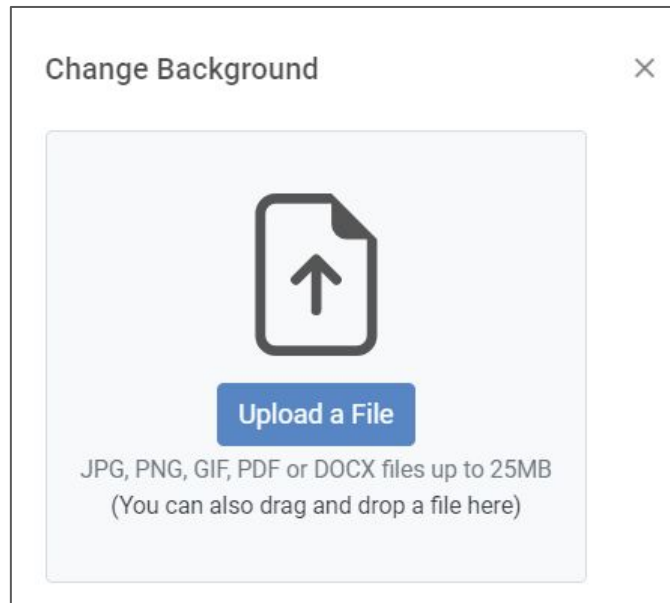 Change Background
Upload a File
JPG, PNG, GIF, PDF or DOCX files up to 25MB
(You can also drag and drop a file here)